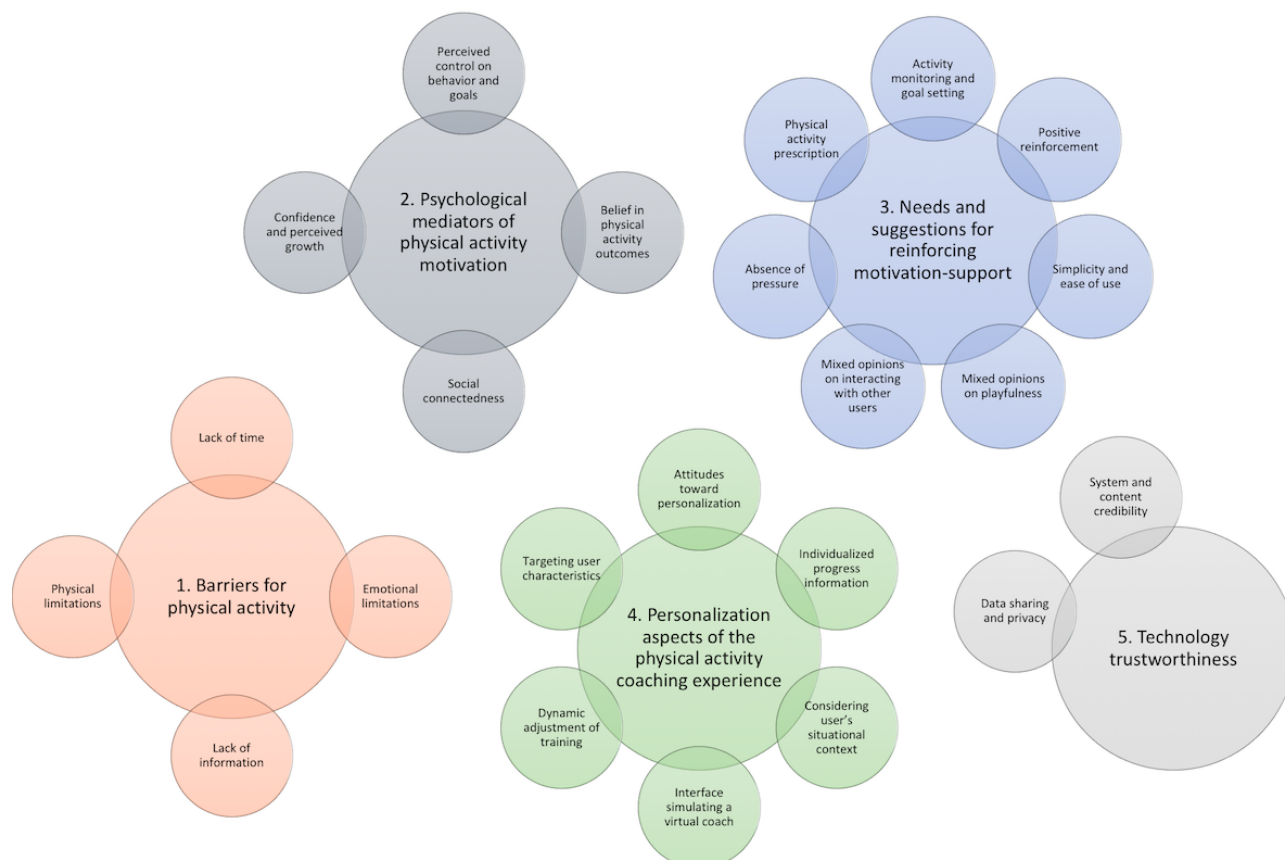 Perceived
control on
behavior and
goals
Confidence
and perceived
growth
2. Psychological
mediators of
physical activity
motivation
Belief in
physical
activity
outcomes
Social
connectedness
Activity
monitoring and
goal setting
Physical
activity
prescription
Positive
reinforcement
3. Needs and
suggestions for
reinforcing
motivation-support
Absence of
pressure
Simplicity and
ease of use
Mixed opinions
on interacting
with other
users
Mixed opinions
on playfulness
Lack of time
Physical
limitations
1. Barriers for
physical activity
Emotional
limitations
Lack of
information
Attitudes
toward
personalization
Targeting user
characteristics
Individualized
progress
information
4. Personalization
aspects of the
physical activity
coaching experience
Dynamic
adjustment of
training
Considering
user's
situational
context
Interface
simulating a
virtual coach
System and
content
credibility
Data sharing
and privacy
5. Technology
trustworthiness